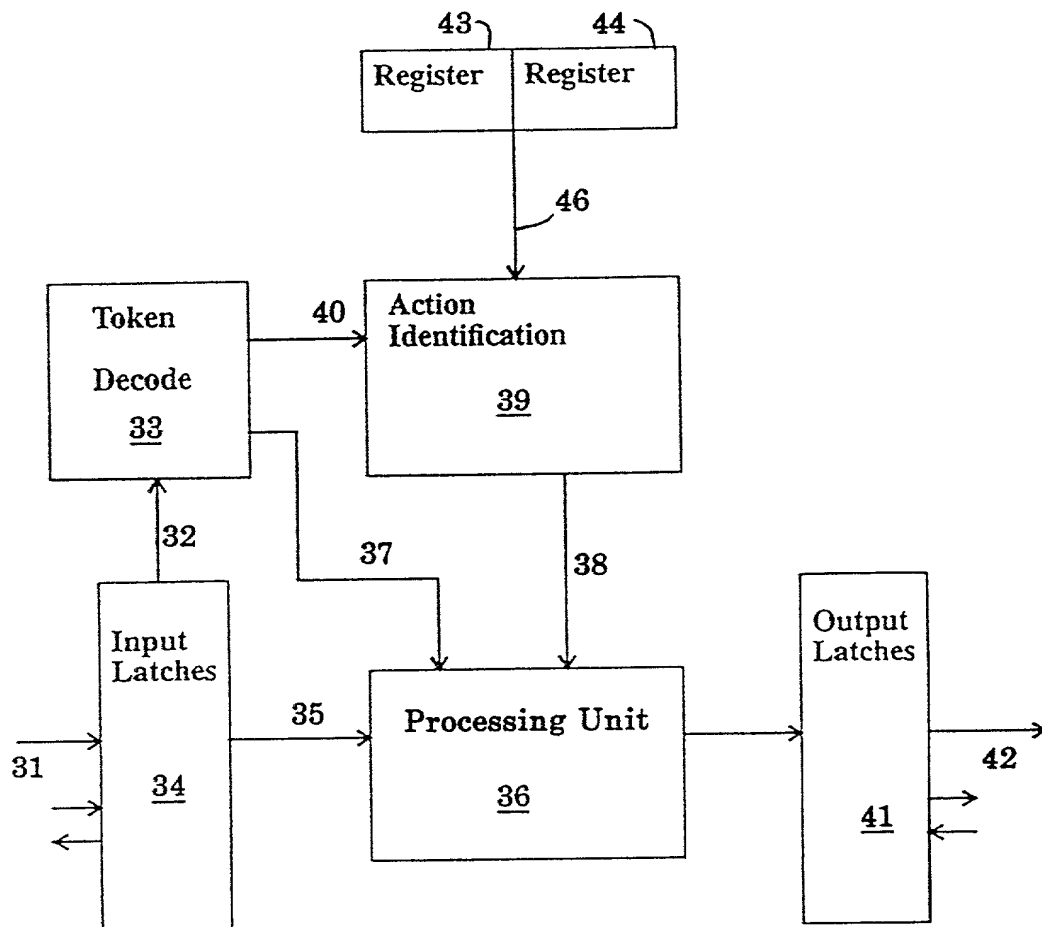 43
44
Register
Register
46
Token
Decode
33
40
Action
Identification
39
32
37
38
Input
Latches
34
35
Processing Unit
36
Output
Latches
41
31
42